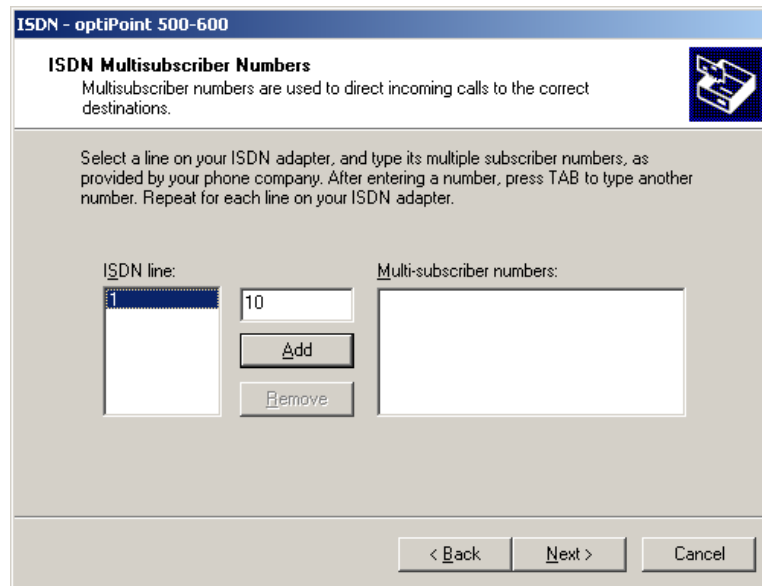 ISDN - optiPoint 500-600
ISDN Multisubscriber Numbers
Multisubscriber numbers are used to direct incoming calls to the correct
destinations.
Select a line on your ISDN adapter, and type its multiple subscriber numbers, as
provided by your phone company. After entering a number, press TAB to type another
number. Repeat for each line on your ISDN adapter.
ISDN line:
Multi-subscriber numbers:
1
10
Add
Remove
< Back
Next >
Cancel